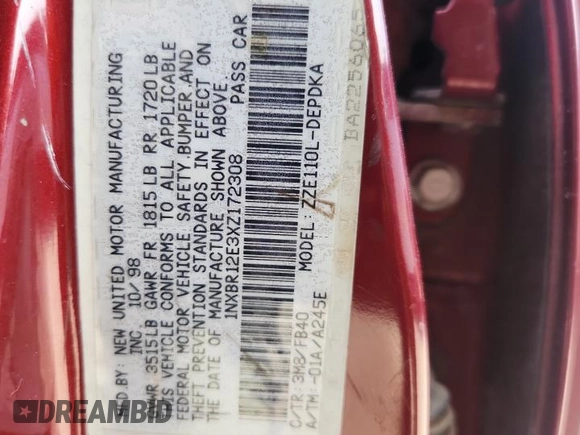 MFD.BY: NEW UNITED MOTOR MANUFACTURING
INC. 10/98
GVWR 3515LB GAWR FR 1815LB RR 1720LB
THIS VEHICLE CONFORMS TO ALL APPLICABLE
FEDERAL MOTOR VEHICLE SAFETY,BUMPER,AND
THEFT PREVENTION STANDARDS IN EFFECT ON
THE DATE OF MANUFACTURE SHOWN ABOVE.
1NXBR12E3XZ172308 PASS CAR
MODEL: ZZE110L-DEPDKA
C/TR: 3M8/FB40
A/TM: -01A/A245E
BA2256065
DREAMBID